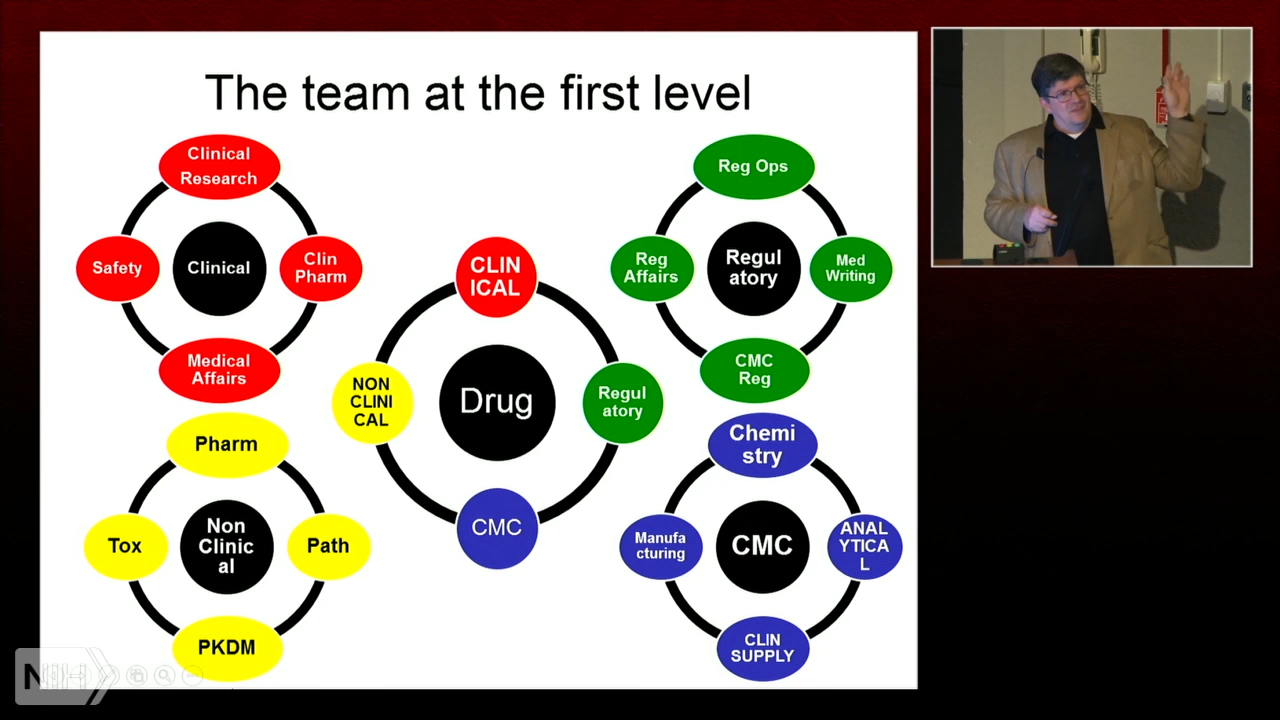 The team at the first level
Clinical
Research
Safety
Clinical
Clin
Pharm
Medical
Affairs
CLIN
ICAL
NON
CLINI
CAL
Drug
Regul
atory
CMC
Reg Ops
Reg
Affairs
Regul
atory
Med
Writing
CMC
Reg
Pharm
Tox
Non
Clinic
al
Path
PKDM
Chemi
stry
Manufa
cturing
CMC
ANAL
YTICA
L
CLIN
SUPPLY
NIH